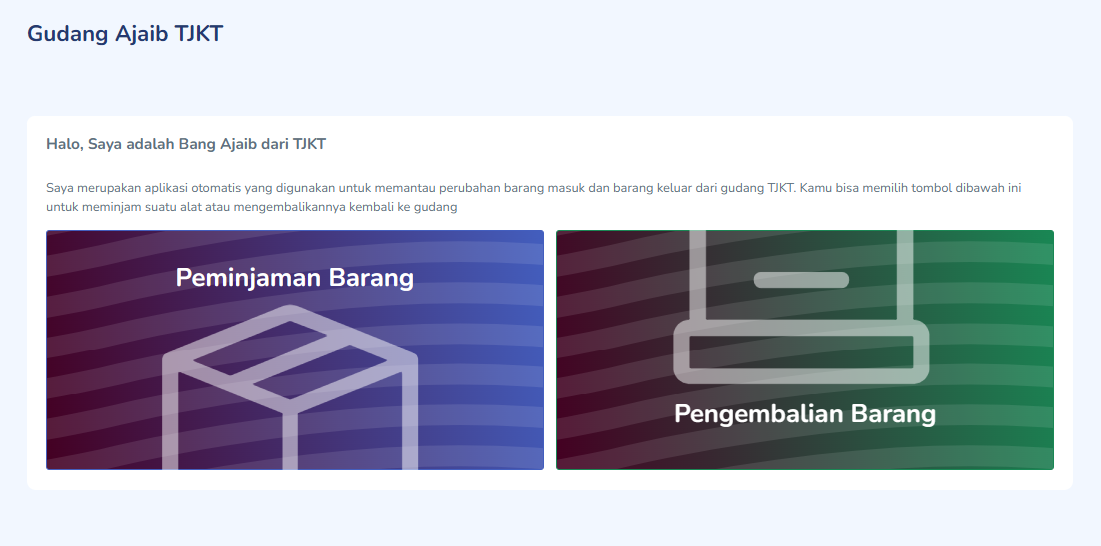 Gudang Ajaib TJKT
Halo, Saya adalah Bang Ajaib dari TJKT
Saya merupakan aplikasi otomatis yang digunakan untuk memantau perubahan barang masuk dan barang keluar dari gudang TJKT. Kamu bisa memilih tombol dibawah ini
untuk meminjam suatu alat atau mengembalikannya kembali ke gudang
Peminjaman Barang
Pengembalian Barang